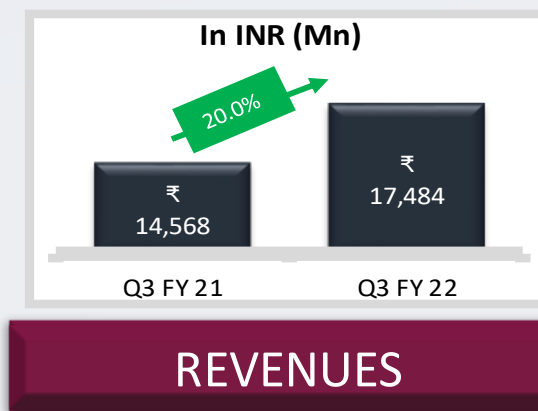 In INR (Mn)
20.0%
₹
14,568
₹
17,484
Q3 FY 21
Q3 FY 22
REVENUES